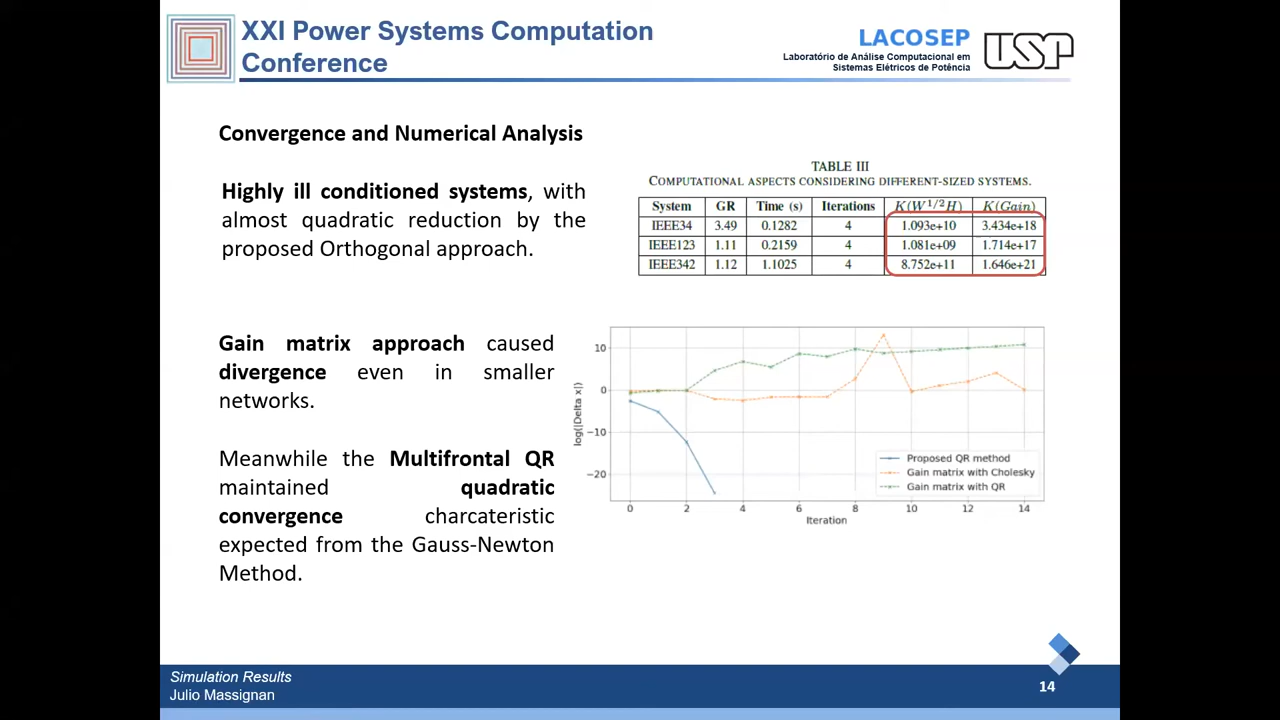 XXI Power Systems Computation
Conference
LACOSEP
Laboratório de Análise Computacional em
Sistemas Elétricos de Potência
USP
Convergence and Numerical Analysis
Highly ill conditioned systems, with
almost quadratic reduction by the
proposed Orthogonal approach.
TABLE III
COMPUTATIONAL ASPECTS CONSIDERING DIFFERENT-SIZED SYSTEMS.
System GR Time (s) Iterations K(W^1/2 H) K(Gain)
IEEE34 3.49 0.1282 4 1.093e+10 3.434e+18
IEEE123 1.11 0.2159 4 1.081e+09 1.714e+17
IEEE342 1.12 1.1025 4 8.752e+11 1.646e+21
Gain matrix approach caused
divergence even in smaller
networks.
Meanwhile the Multifrontal QR
maintained quadratic
convergence charcateristic
expected from the Gauss-Newton
Method.
log(|Delta x|)
10
0
−10
−20
Proposed QR method
Gain matrix with Cholesky
Gain matrix with QR
0 2 4 6 8 10 12 14
Iteration
Simulation Results
Julio Massignan
14